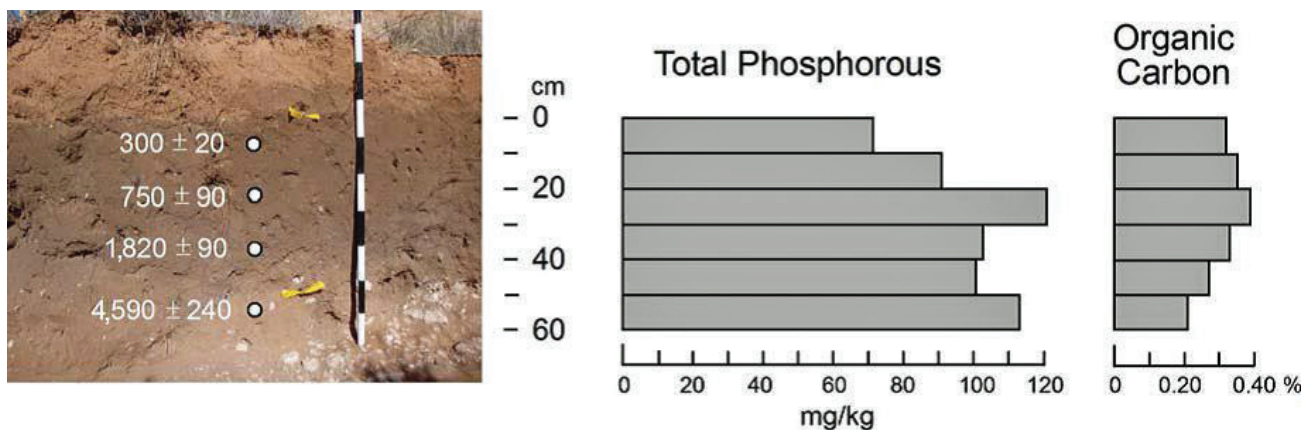 300 ± 20
750 ± 90
1,820 ± 90
4,590 ± 240
cm
0
20
40
60
Total Phosphorous
0 20 40 60 80 100 120
mg/kg
Organic
Carbon
0 0.20 0.40 %